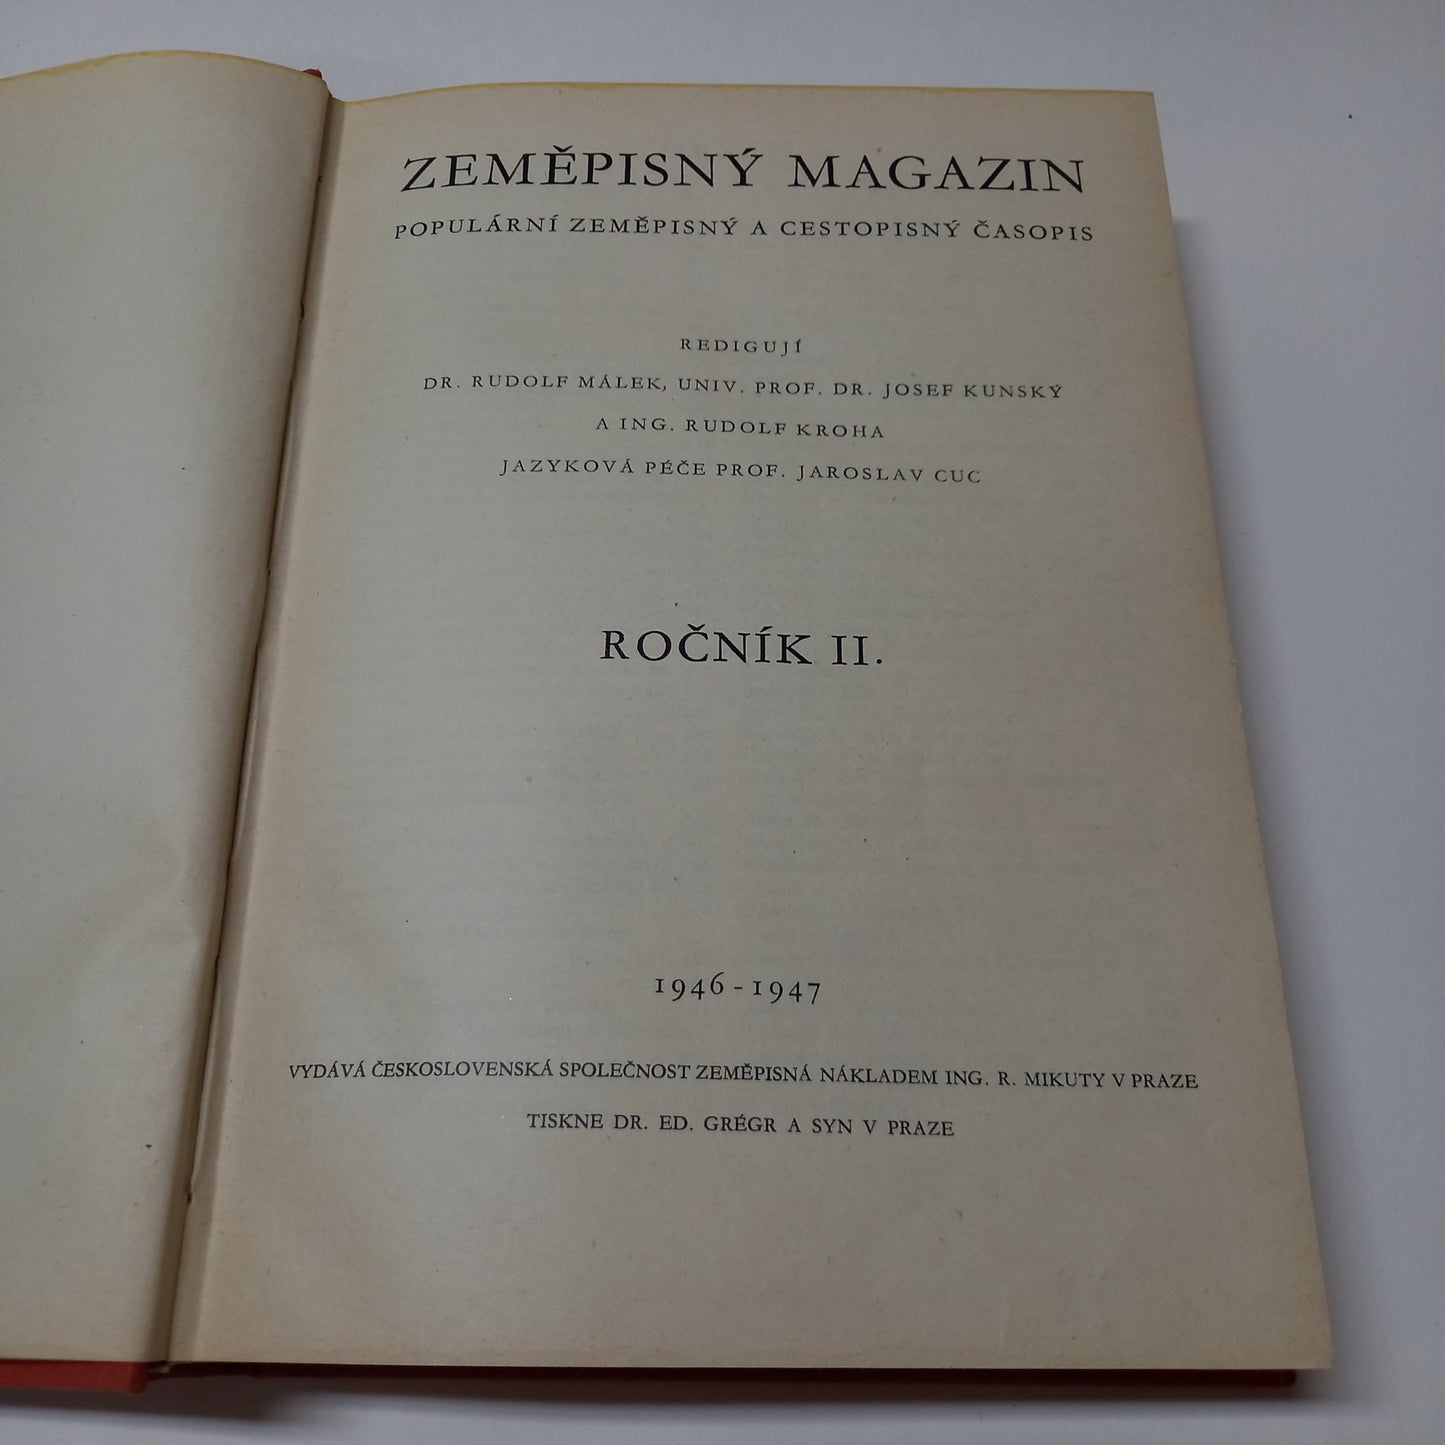 ZEMĚPISNÝ MAGAZIN
POPULÁRNÍ ZEMĚPISNÝ A CESTOPISNÝ ČASOPIS
REDIGUJÍ
DR. RUDOLF MÁLEK, UNIV. PROF. DR. JOSEF KUNSKÝ
A ING. RUDOLF KROHA
JAZYKOVÁ PÉČE PROF. JAROSLAV CUC
ROČNÍK II.
1946-1947
VYDÁVÁ ČESKOSLOVENSKÁ SPOLEČNOST ZEMĚPISNÁ NÁKLADEM ING. R. MIKUTY V PRAZE
TISKNE DR. ED. GRÉGR A SYN V PRAZE